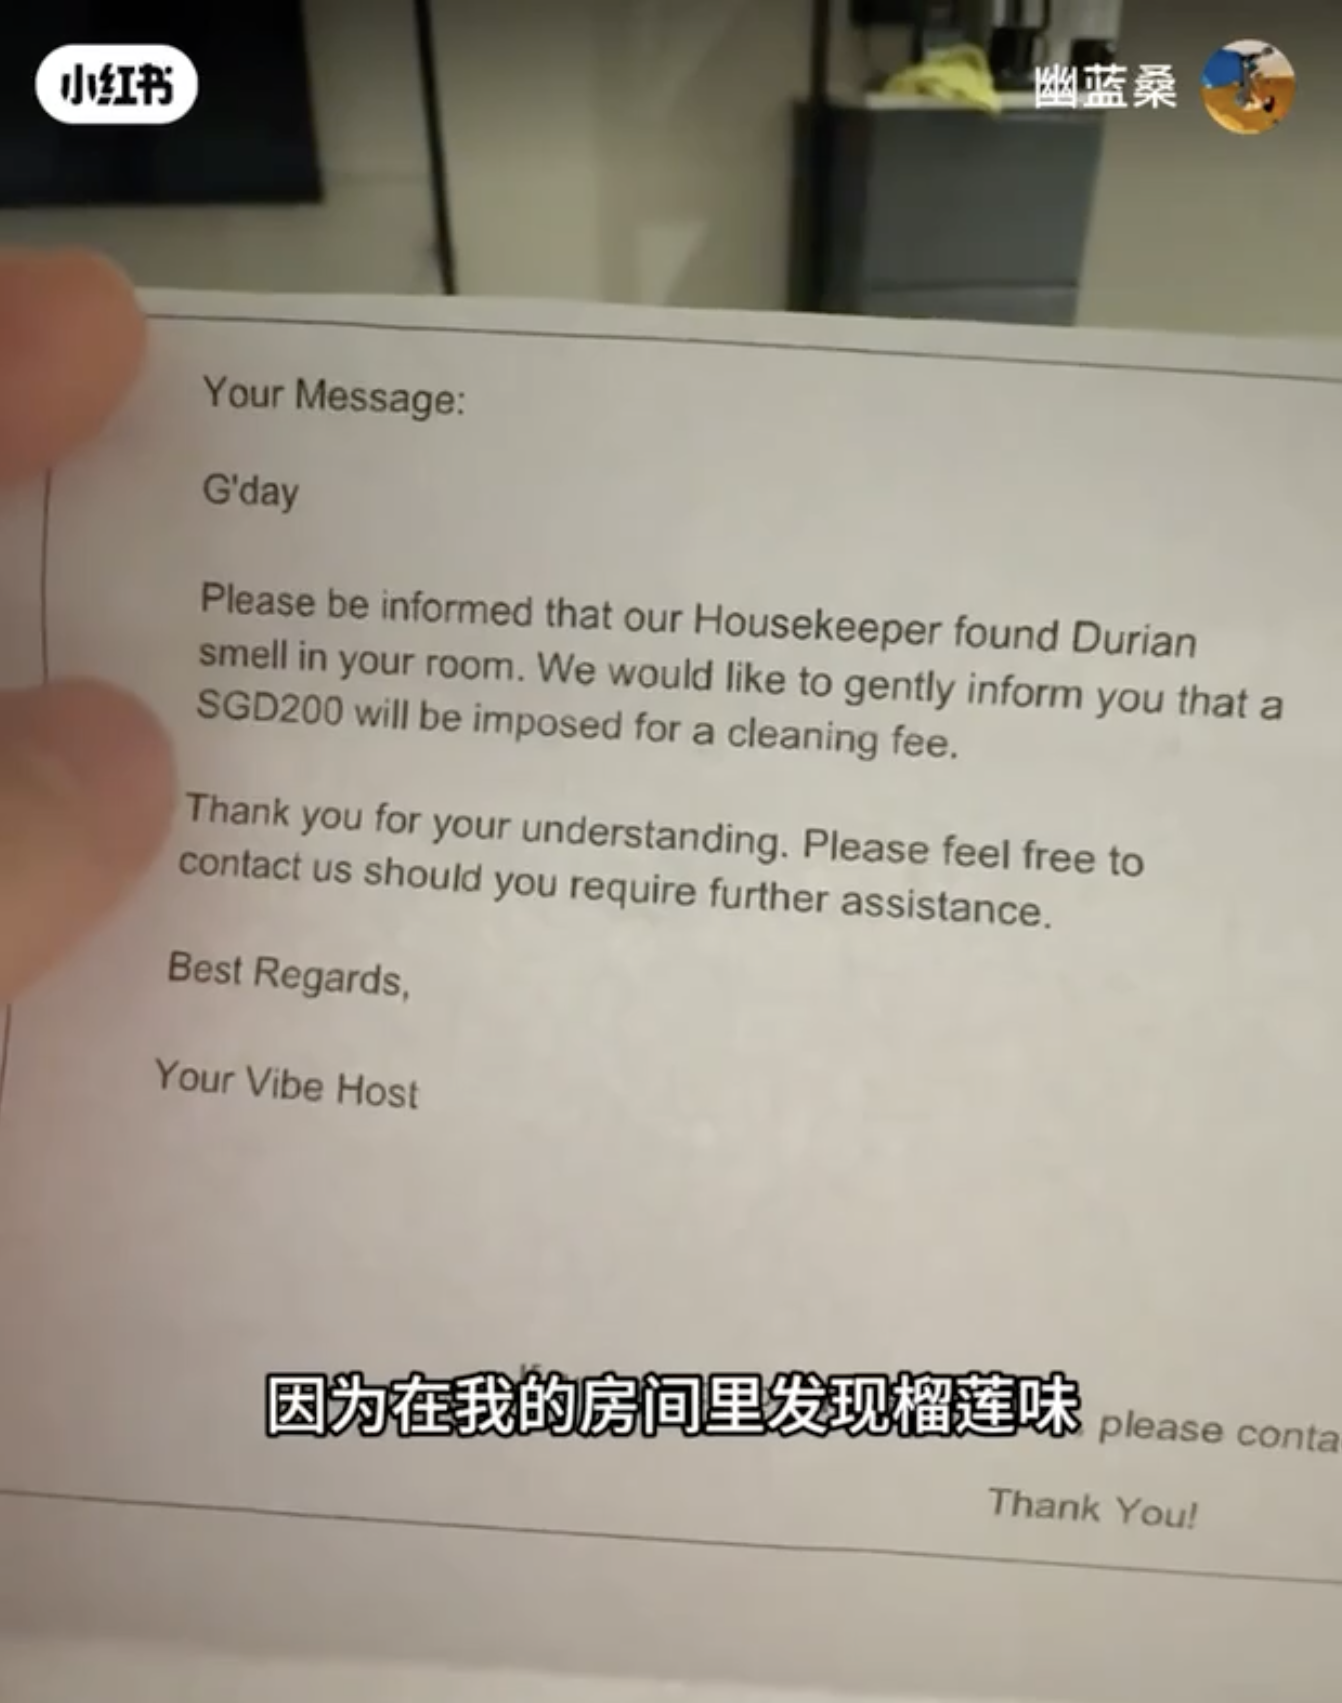 小红书
幽蓝桑
Your Message:
G'day
Please be informed that our Housekeeper found Durian
smell in your room. We would like to gently inform you that a
SGD200 will be imposed for a cleaning fee.
Thank you for your understanding. Please feel free to
contact us should you require further assistance.
Best Regards,
Your Vibe Host
因为在我的房间里发现榴莲味
please conta
Thank You!